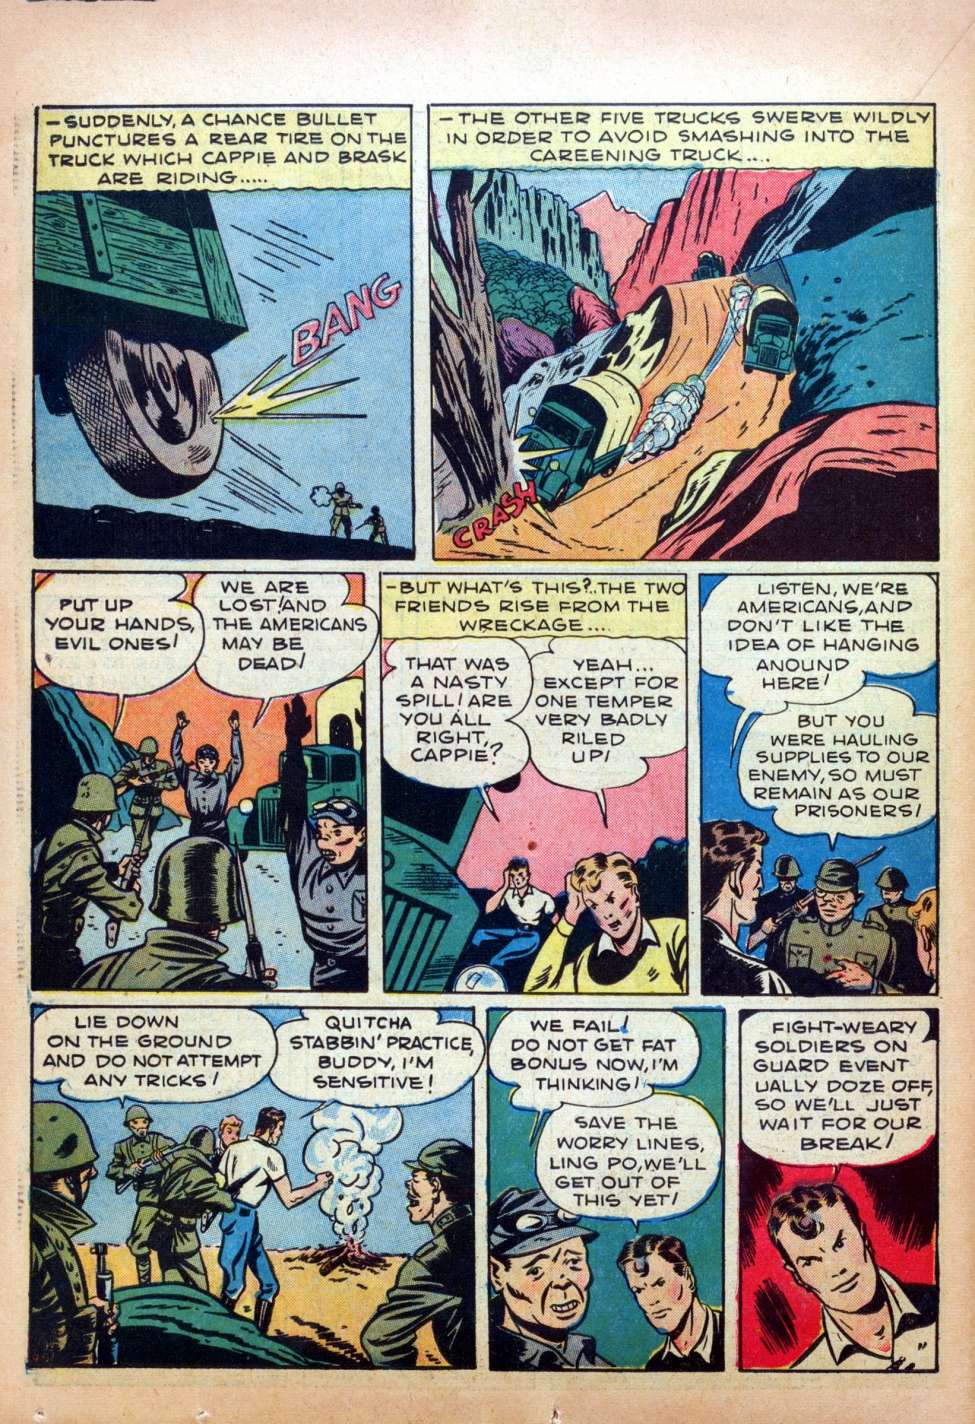 -SUDDENLY, A CHANCE BULLET
PUNCTURES A REAR TIRE ON THE
TRUCK WHICH CAPPIE AND BRASK
ARE RIDING.....
BANG
-THE OTHER FIVE TRUCKS SWERVE WILDLY
IN ORDER TO AVOID SMASHING INTO THE
CAREENING TRUCK....
CRASH
PUT UP
YOUR HANDS,
EVIL ONES!
WE ARE
LOST! AND
THE AMERICANS
MAY BE
DEAD!
-BUT WHAT'S THIS?..THE TWO
FRIENDS RISE FROM THE
WRECKAGE....
THAT WAS
A NASTY
SPILL! ARE
YOU ALL
RIGHT,
CAPPIE?
YEAH...
EXCEPT FOR
ONE TEMPER
VERY BADLY
RILED
UP!
LISTEN, WE'RE
AMERICANS, AND
DON'T LIKE THE
IDEA OF HANGING
ANOUND
HERE!
BUT YOU
WERE HAULING
SUPPLIES TO OUR
ENEMY, SO MUST
REMAIN AS OUR
PRISONERS!
LIE DOWN
ON THE GROUND
AND DO NOT ATTEMPT
ANY TRICKS!
QUITCHA
STABBIN' PRACTICE,
BUDDY, I'M
SENSITIVE!
WE FAIL!
DO NOT GET FAT
BONUS NOW, I'M
THINKING!
SAVE THE
WORRY LINES,
LING PO, WE'LL
GET OUT OF
THIS YET!
FIGHT-WEARY
SOLDIERS ON
GUARD EVENT
UALLY DOZE OFF,
SO WE'LL JUST
WAIT FOR OUR
BREAK!